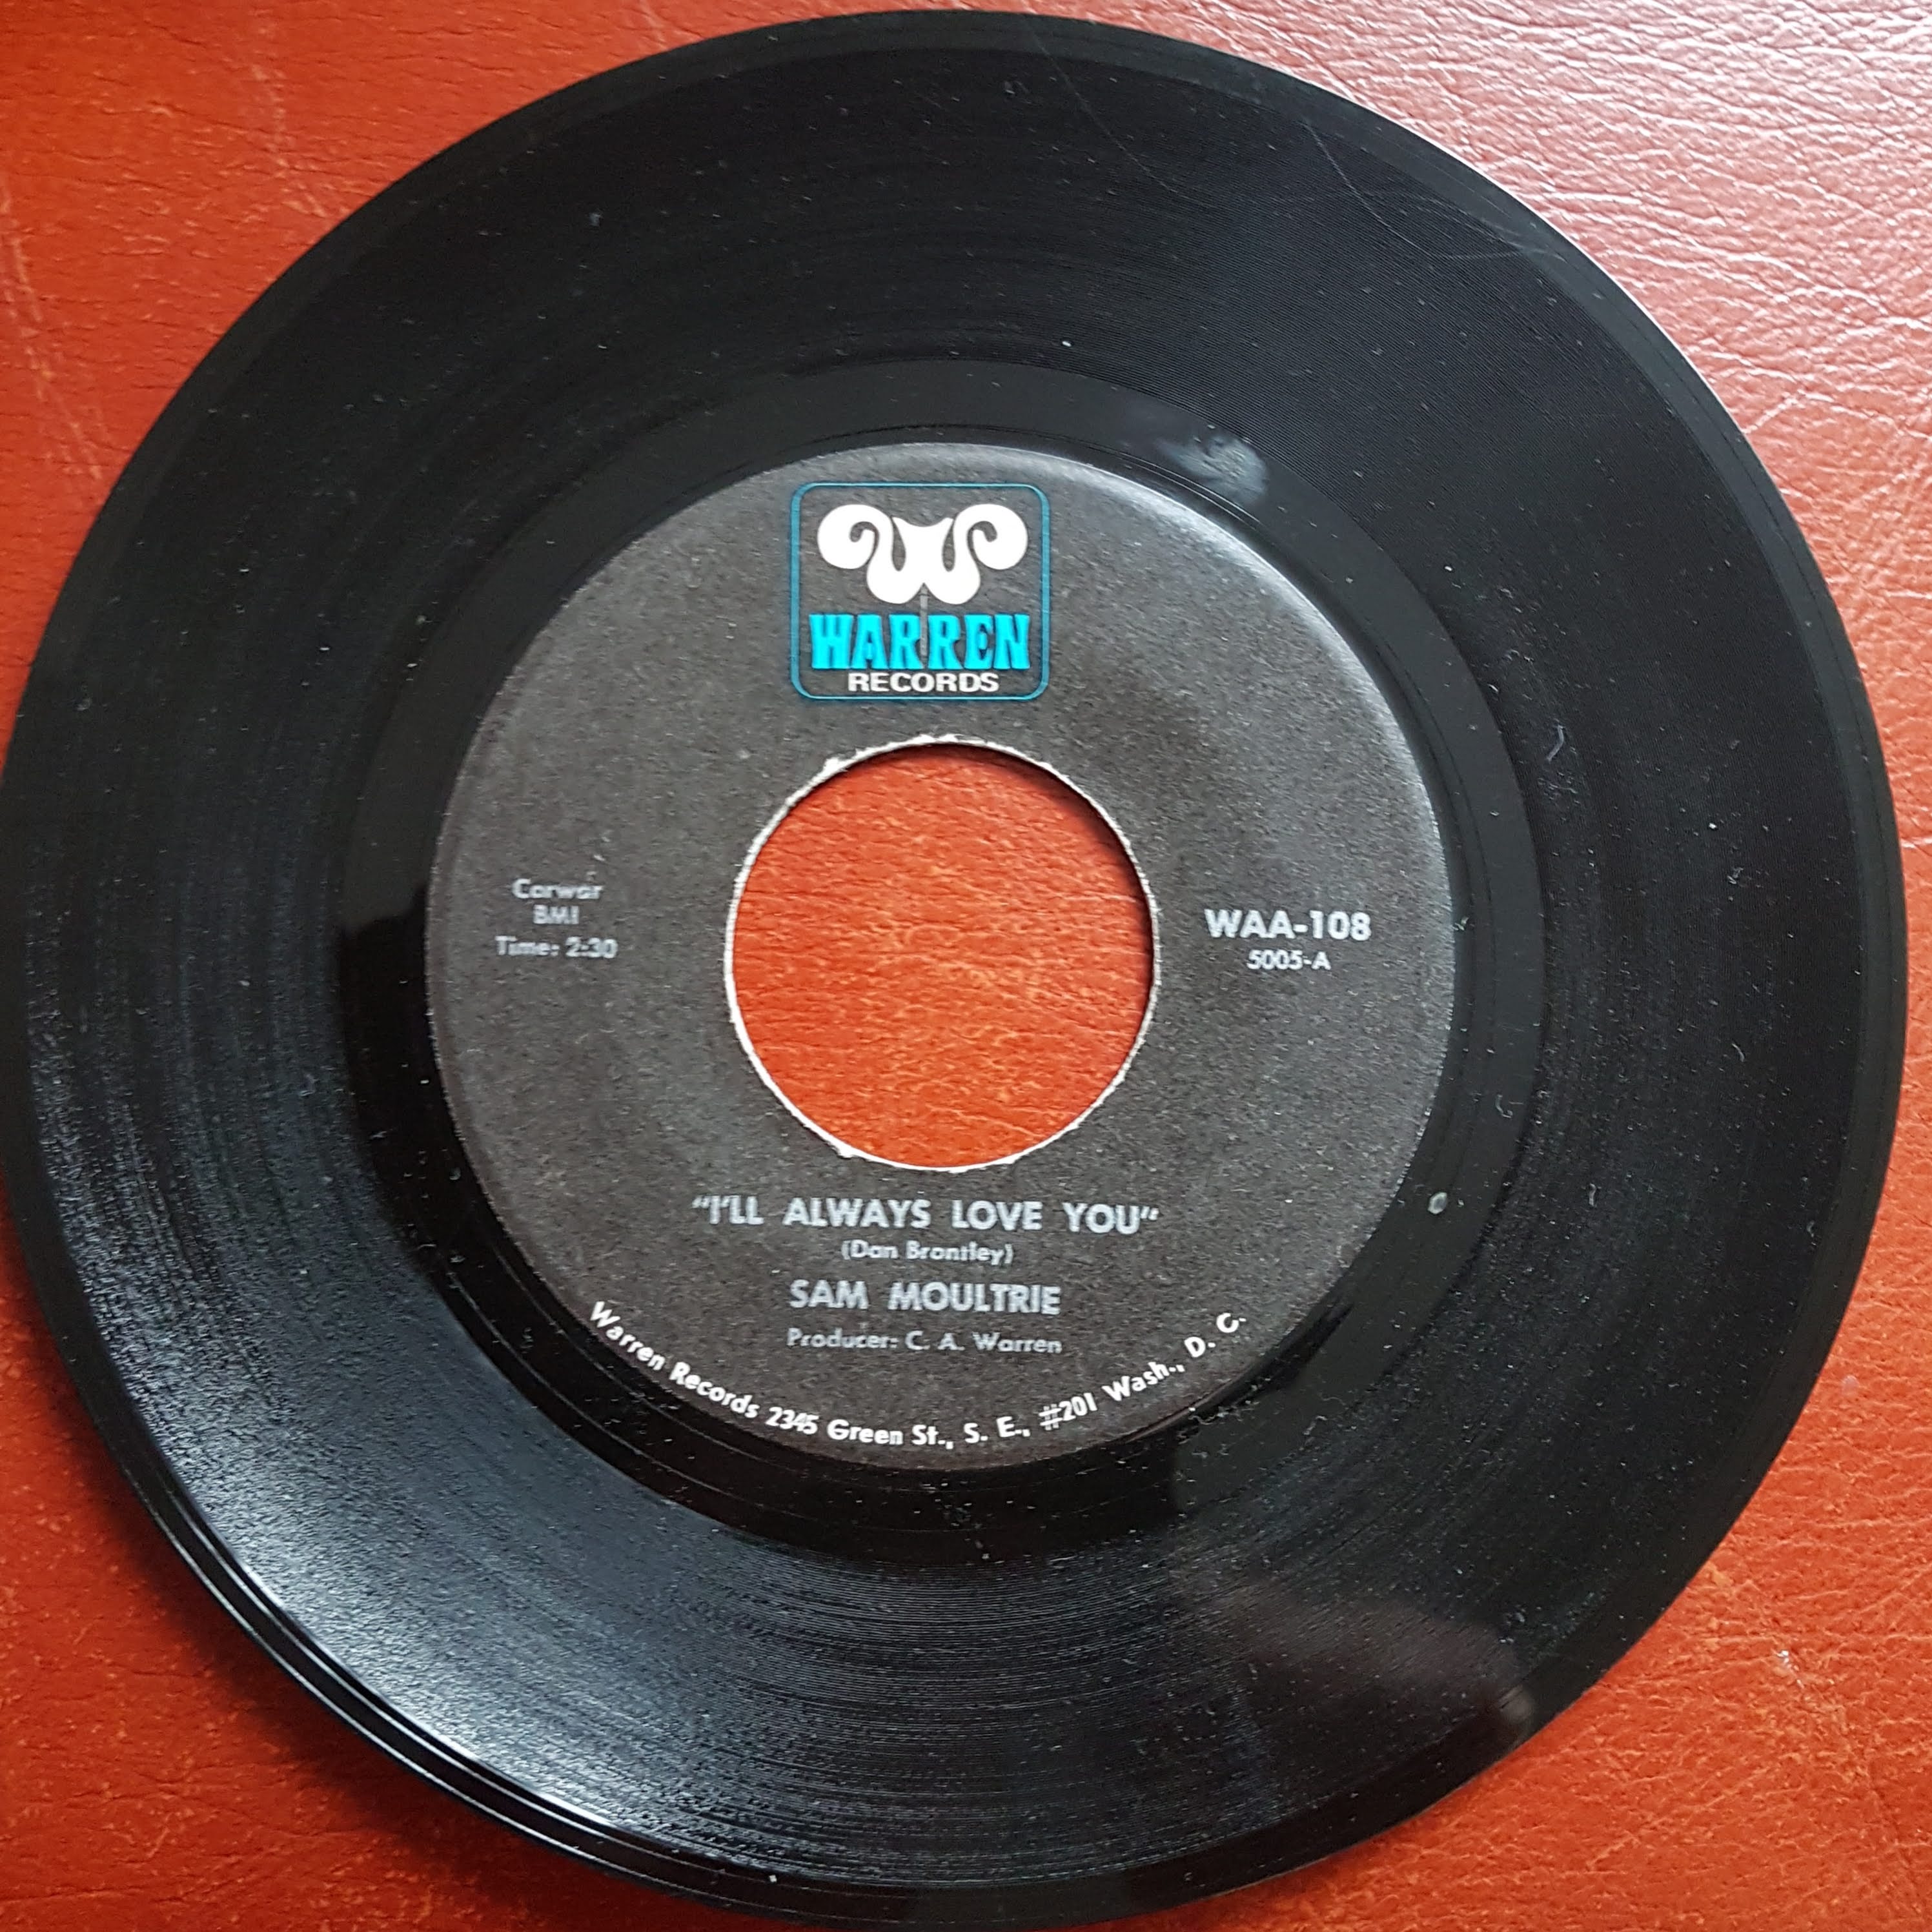 WARREN
RECORDS
Carwar
BMI
Time: 2:30
WAA-108
5005-A
"I'LL ALWAYS LOVE YOU"
(Dan Brantley)
SAM MOULTRIE
Producer: C. A. Warren
Warren Records 2345 Green St., S. E., #201 Wash., D. C.